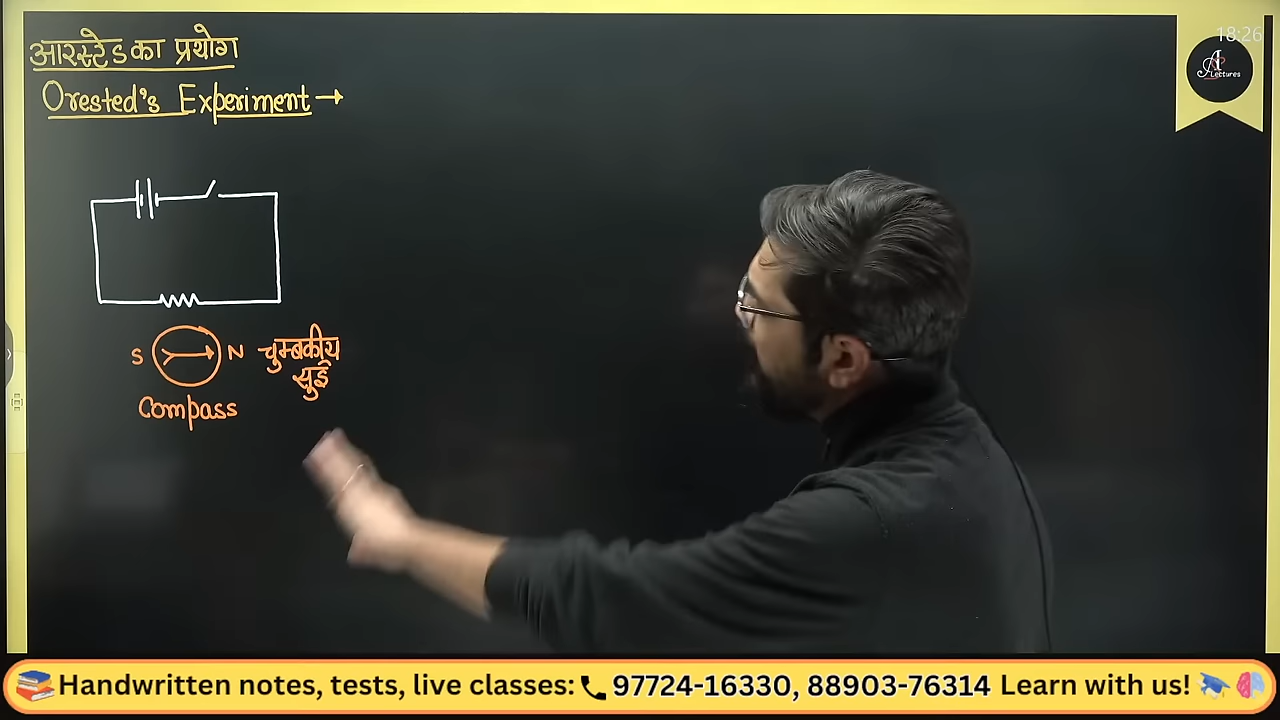 आरस्टेड का प्रयोग
Orested's Experiment →
18:26
A Lectures
S N चुम्बकीय
सुई
Compass
Handwritten notes, tests, live classes: 97724-16330, 88903-76314 Learn with us!